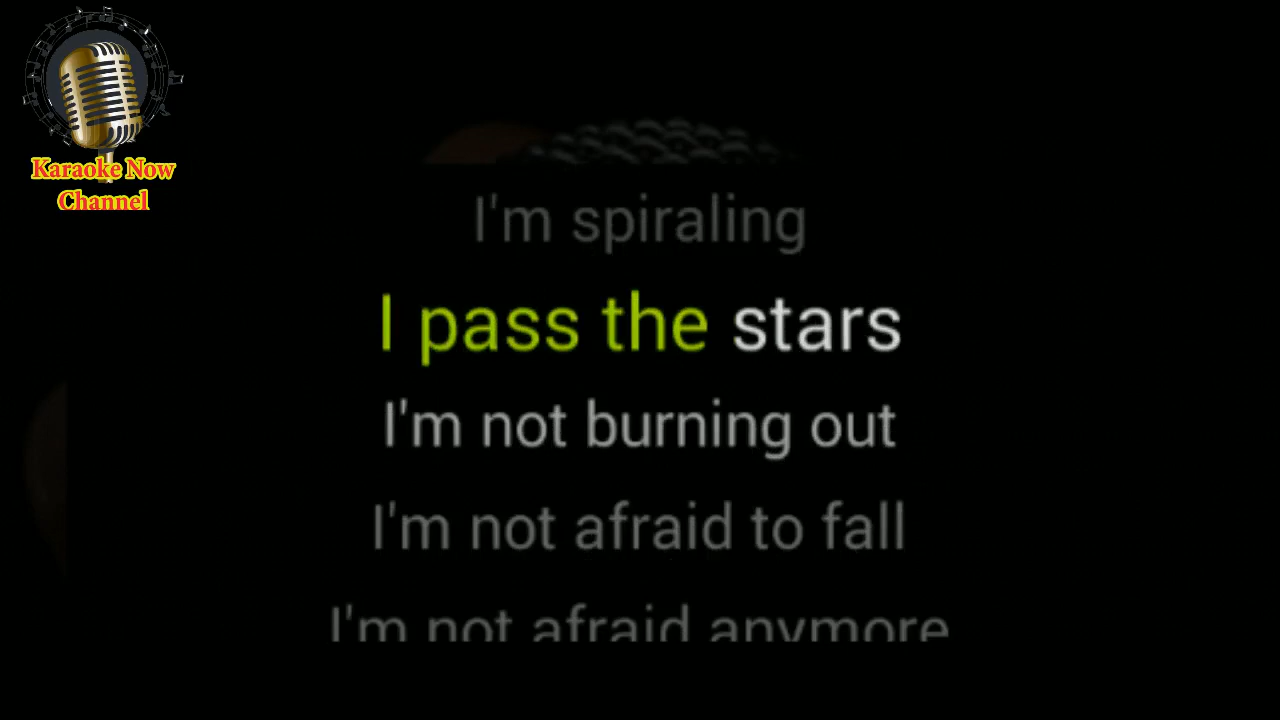 Karaoke Now
Channel
I'm spiraling
I pass the stars
I'm not burning out
I'm not afraid to fall
I'm not afraid anymore